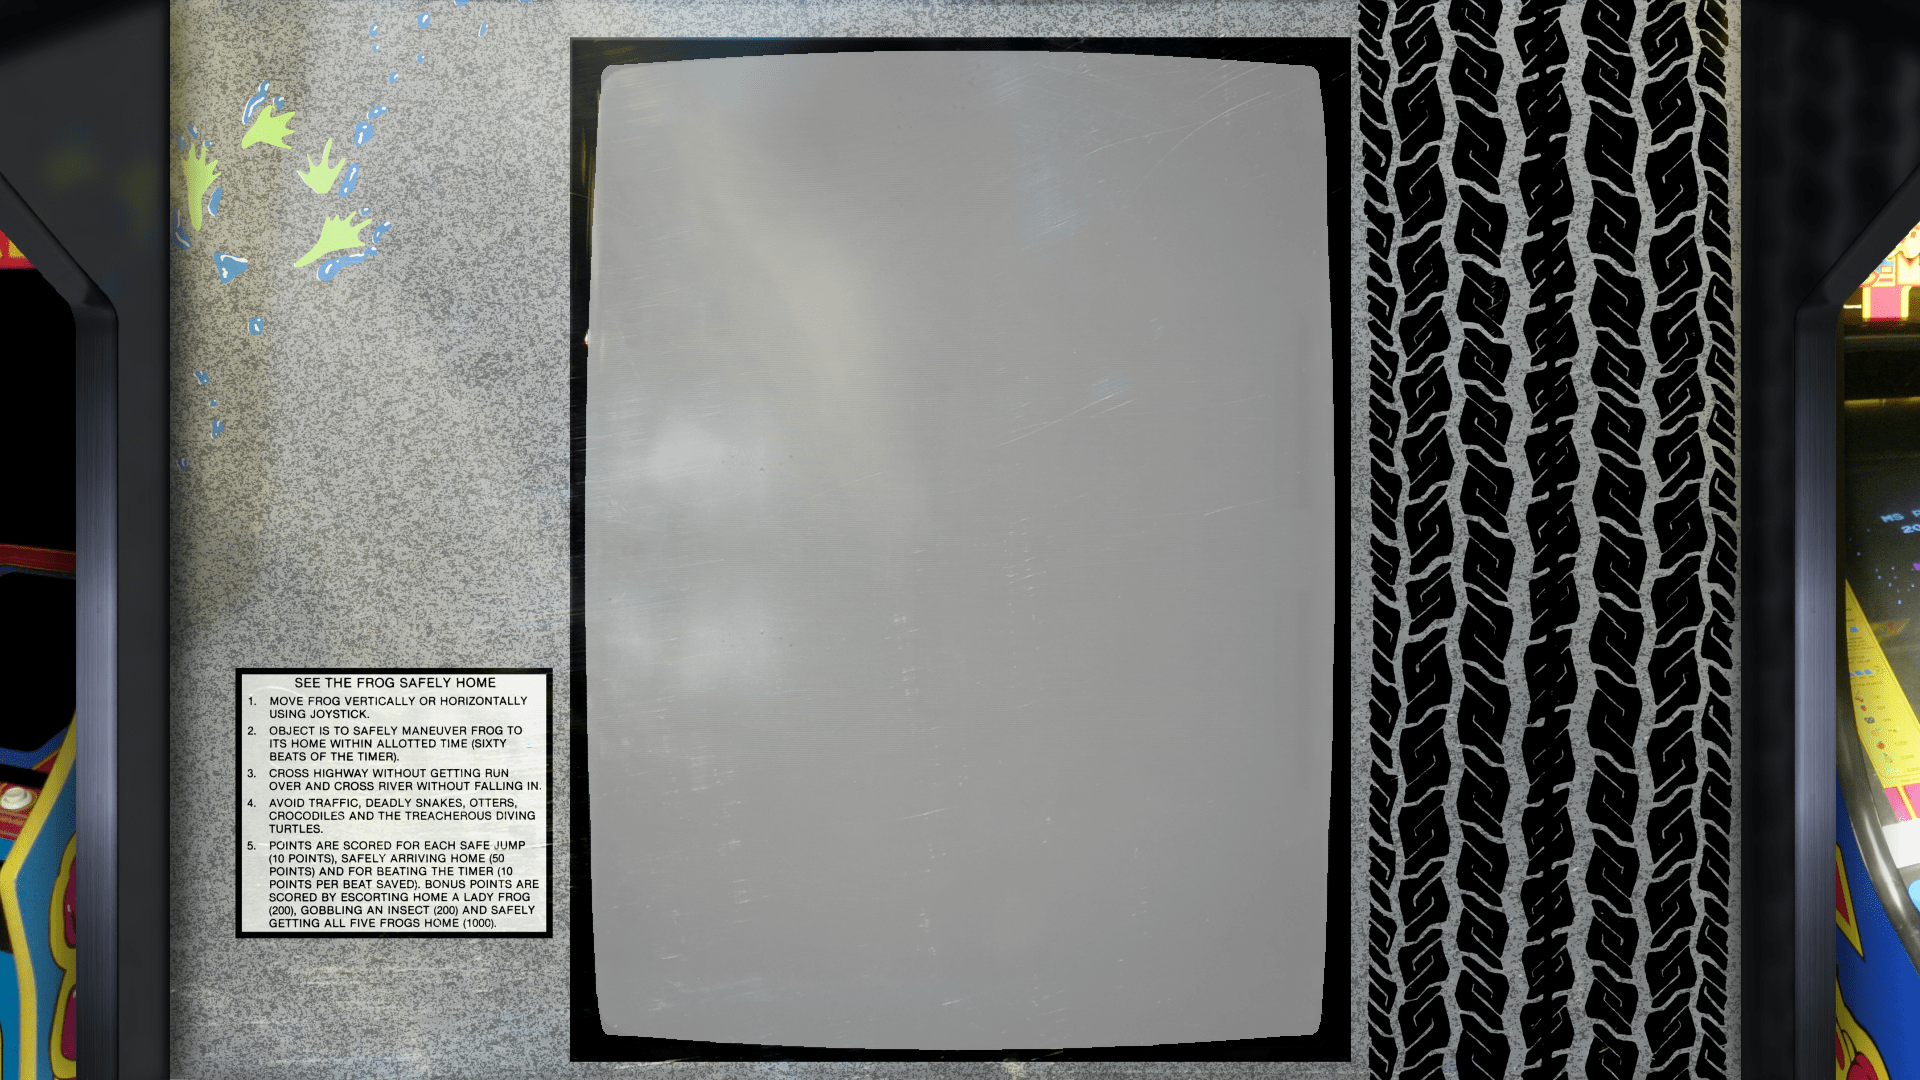 SEE THE FROG SAFELY HOME
1. MOVE FROG VERTICALLY OR HORIZONTALLY
USING JOYSTICK.
2. OBJECT IS TO SAFELY MANEUVER FROG TO
ITS HOME WITHIN ALLOTTED TIME (SIXTY
BEATS OF THE TIMER).
3. CROSS HIGHWAY WITHOUT GETTING RUN
OVER AND CROSS RIVER WITHOUT FALLING IN.
4. AVOID TRAFFIC, DEADLY SNAKES, OTTERS,
CROCODILES AND THE TREACHEROUS DIVING
TURTLES.
5. POINTS ARE SCORED FOR EACH SAFE JUMP
(10 POINTS), SAFELY ARRIVING HOME (50
POINTS) AND FOR BEATING THE TIMER (10
POINTS PER BEAT SAVED). BONUS POINTS ARE
SCORED BY ESCORTING HOME A LADY FROG
(200), GOBBLING AN INSECT (200) AND SAFELY
GETTING ALL FIVE FROGS HOME (1000).
MS